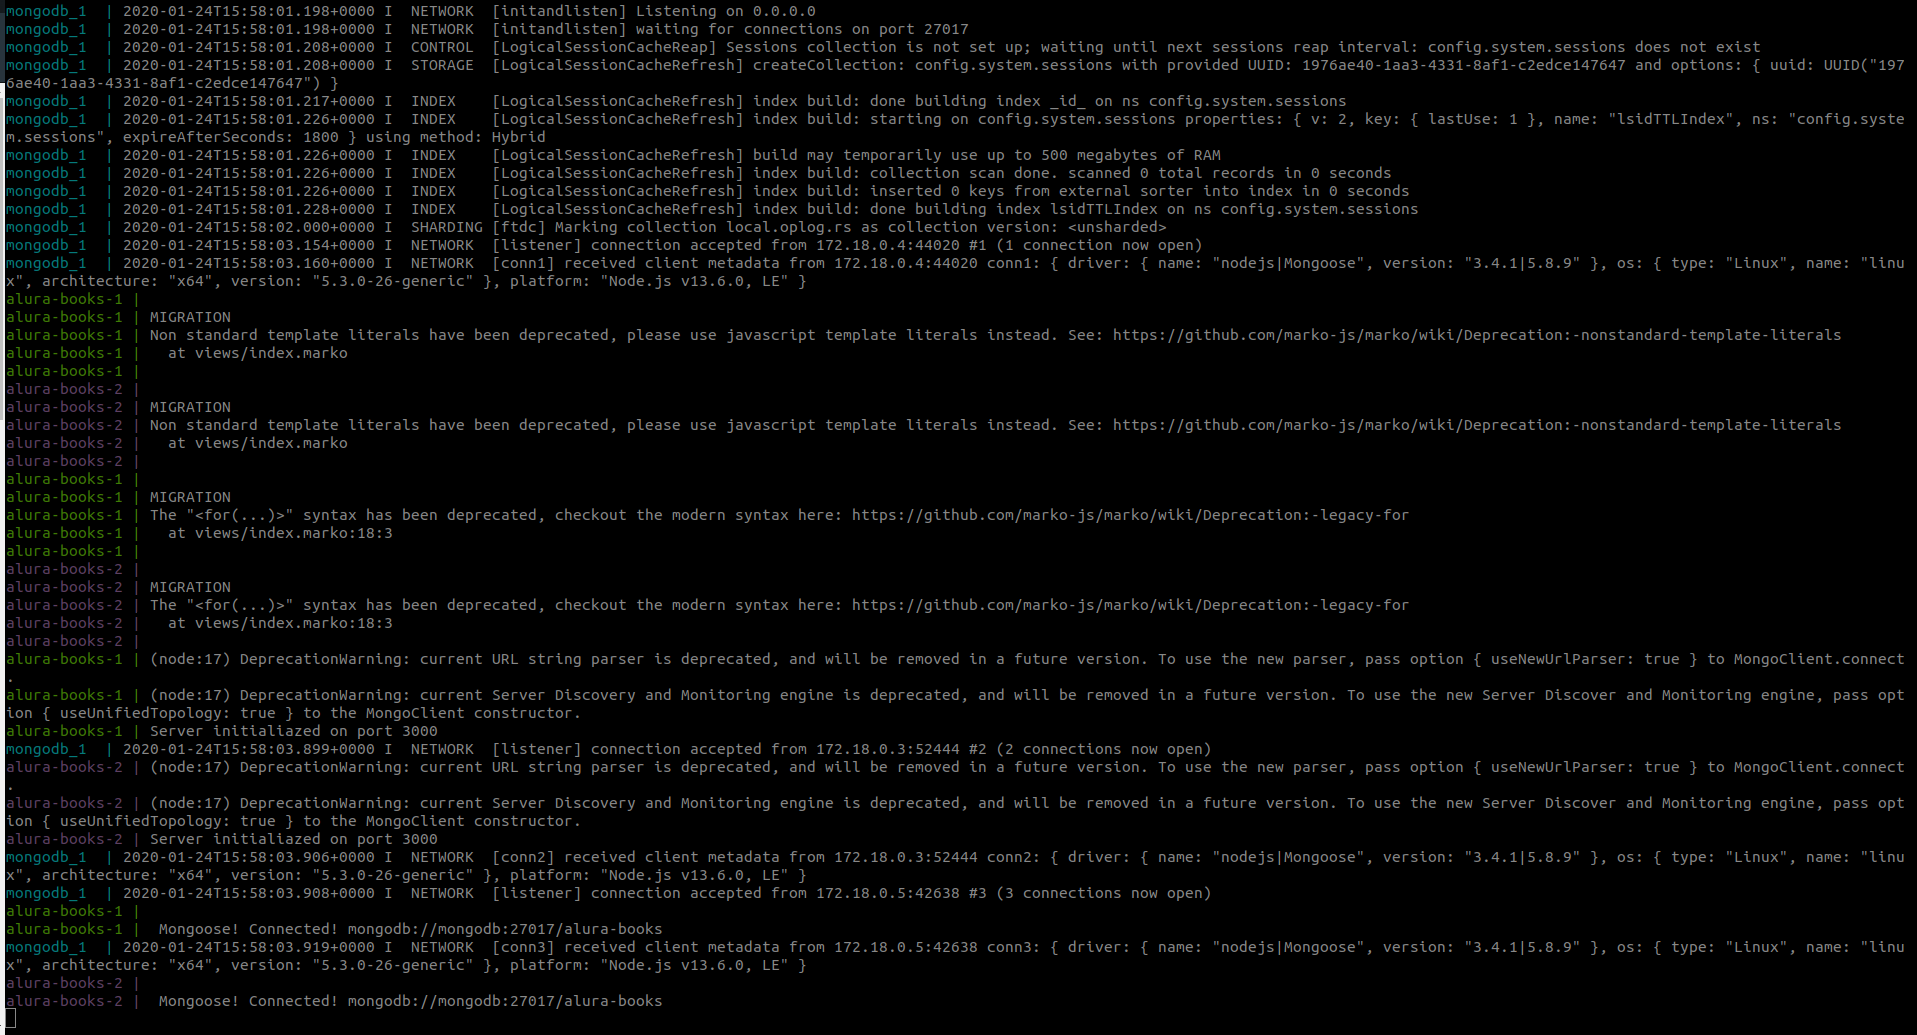 mongodb_1  | 2020-01-24T15:58:01.198+0000 I  NETWORK  [initandlisten] Listening on 0.0.0.0
mongodb_1  | 2020-01-24T15:58:01.198+0000 I  NETWORK  [initandlisten] waiting for connections on port 27017
mongodb_1  | 2020-01-24T15:58:01.208+0000 I  CONTROL  [LogicalSessionCacheReap] Sessions collection is not set up; waiting until next sessions reap interval: config.system.sessions does not exist
mongodb_1  | 2020-01-24T15:58:01.208+0000 I  STORAGE  [LogicalSessionCacheRefresh] createCollection: config.system.sessions with provided UUID: 1976ae40-1aa3-4331-8af1-c2edce147647 and options: { uuid: UUID("197
6ae40-1aa3-4331-8af1-c2edce147647") }
mongodb_1  | 2020-01-24T15:58:01.217+0000 I  INDEX    [LogicalSessionCacheRefresh] index build: done building index _id_ on ns config.system.sessions
mongodb_1  | 2020-01-24T15:58:01.226+0000 I  INDEX    [LogicalSessionCacheRefresh] index build: starting on config.system.sessions properties: { v: 2, key: { lastUse: 1 }, name: "lsidTTLIndex", ns: "config.syste
m.sessions", expireAfterSeconds: 1800 } using method: Hybrid
mongodb_1  | 2020-01-24T15:58:01.226+0000 I  INDEX    [LogicalSessionCacheRefresh] build may temporarily use up to 500 megabytes of RAM
mongodb_1  | 2020-01-24T15:58:01.226+0000 I  INDEX    [LogicalSessionCacheRefresh] index build: collection scan done. scanned 0 total records in 0 seconds
mongodb_1  | 2020-01-24T15:58:01.226+0000 I  INDEX    [LogicalSessionCacheRefresh] index build: inserted 0 keys from external sorter into index in 0 seconds
mongodb_1  | 2020-01-24T15:58:01.228+0000 I  INDEX    [LogicalSessionCacheRefresh] index build: done building index lsidTTLIndex on ns config.system.sessions
mongodb_1  | 2020-01-24T15:58:02.000+0000 I  SHARDING [ftdc] Marking collection local.oplog.rs as collection version: <unsharded>
mongodb_1  | 2020-01-24T15:58:03.154+0000 I  NETWORK  [listener] connection accepted from 172.18.0.4:44020 #1 (1 connection now open)
mongodb_1  | 2020-01-24T15:58:03.160+0000 I  NETWORK  [conn1] received client metadata from 172.18.0.4:44020 conn1: { driver: { name: "nodejs|Mongoose", version: "3.4.1|5.8.9" }, os: { type: "Linux", name: "linu
x", architecture: "x64", version: "5.3.0-26-generic" }, platform: "Node.js v13.6.0, LE" }
alura-books-1 |
alura-books-1 | MIGRATION
alura-books-1 | Non standard template literals have been deprecated, please use javascript template literals instead. See: https://github.com/marko-js/marko/wiki/Deprecation:-nonstandard-template-literals
alura-books-1 |   at views/index.marko
alura-books-1 |
alura-books-2 |
alura-books-2 | MIGRATION
alura-books-2 | Non standard template literals have been deprecated, please use javascript template literals instead. See: https://github.com/marko-js/marko/wiki/Deprecation:-nonstandard-template-literals
alura-books-2 |   at views/index.marko
alura-books-2 |
alura-books-1 |
alura-books-1 | MIGRATION
alura-books-1 | The "<for(...)>" syntax has been deprecated, checkout the modern syntax here: https://github.com/marko-js/marko/wiki/Deprecation:-legacy-for
alura-books-1 |   at views/index.marko:18:3
alura-books-1 |
alura-books-2 |
alura-books-2 | MIGRATION
alura-books-2 | The "<for(...)>" syntax has been deprecated, checkout the modern syntax here: https://github.com/marko-js/marko/wiki/Deprecation:-legacy-for
alura-books-2 |   at views/index.marko:18:3
alura-books-2 |
alura-books-1 | (node:17) DeprecationWarning: current URL string parser is deprecated, and will be removed in a future version. To use the new parser, pass option { useNewUrlParser: true } to MongoClient.connect
.
alura-books-1 | (node:17) DeprecationWarning: current Server Discovery and Monitoring engine is deprecated, and will be removed in a future version. To use the new Server Discover and Monitoring engine, pass opt
ion { useUnifiedTopology: true } to the MongoClient constructor.
alura-books-1 | Server initialiazed on port 3000
mongodb_1  | 2020-01-24T15:58:03.899+0000 I  NETWORK  [listener] connection accepted from 172.18.0.3:52444 #2 (2 connections now open)
alura-books-2 | (node:17) DeprecationWarning: current URL string parser is deprecated, and will be removed in a future version. To use the new parser, pass option { useNewUrlParser: true } to MongoClient.connect
.
alura-books-2 | (node:17) DeprecationWarning: current Server Discovery and Monitoring engine is deprecated, and will be removed in a future version. To use the new Server Discover and Monitoring engine, pass opt
ion { useUnifiedTopology: true } to the MongoClient constructor.
alura-books-2 | Server initialiazed on port 3000
mongodb_1  | 2020-01-24T15:58:03.906+0000 I  NETWORK  [conn2] received client metadata from 172.18.0.3:52444 conn2: { driver: { name: "nodejs|Mongoose", version: "3.4.1|5.8.9" }, os: { type: "Linux", name: "linu
x", architecture: "x64", version: "5.3.0-26-generic" }, platform: "Node.js v13.6.0, LE" }
mongodb_1  | 2020-01-24T15:58:03.908+0000 I  NETWORK  [listener] connection accepted from 172.18.0.5:42638 #3 (3 connections now open)
alura-books-1 |
alura-books-1 |  Mongoose! Connected! mongodb://mongodb:27017/alura-books
mongodb_1  | 2020-01-24T15:58:03.919+0000 I  NETWORK  [conn3] received client metadata from 172.18.0.5:42638 conn3: { driver: { name: "nodejs|Mongoose", version: "3.4.1|5.8.9" }, os: { type: "Linux", name: "linu
x", architecture: "x64", version: "5.3.0-26-generic" }, platform: "Node.js v13.6.0, LE" }
alura-books-2 |
alura-books-2 |  Mongoose! Connected! mongodb://mongodb:27017/alura-books